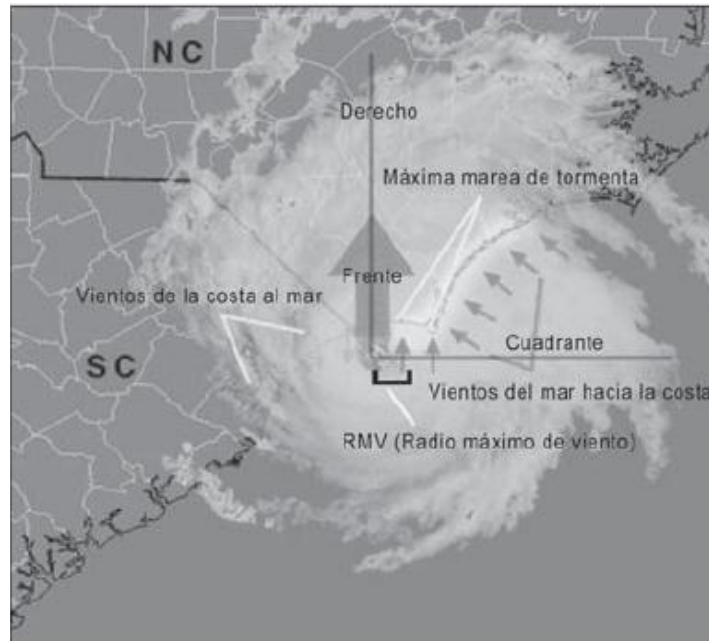 NC
Derecho
Máxima marea de tormenta
Frente
Vientos de la costa al mar
Cuadrante
SC
Vientos del mar hacia la costa
RMV (Radio máximo de viento)